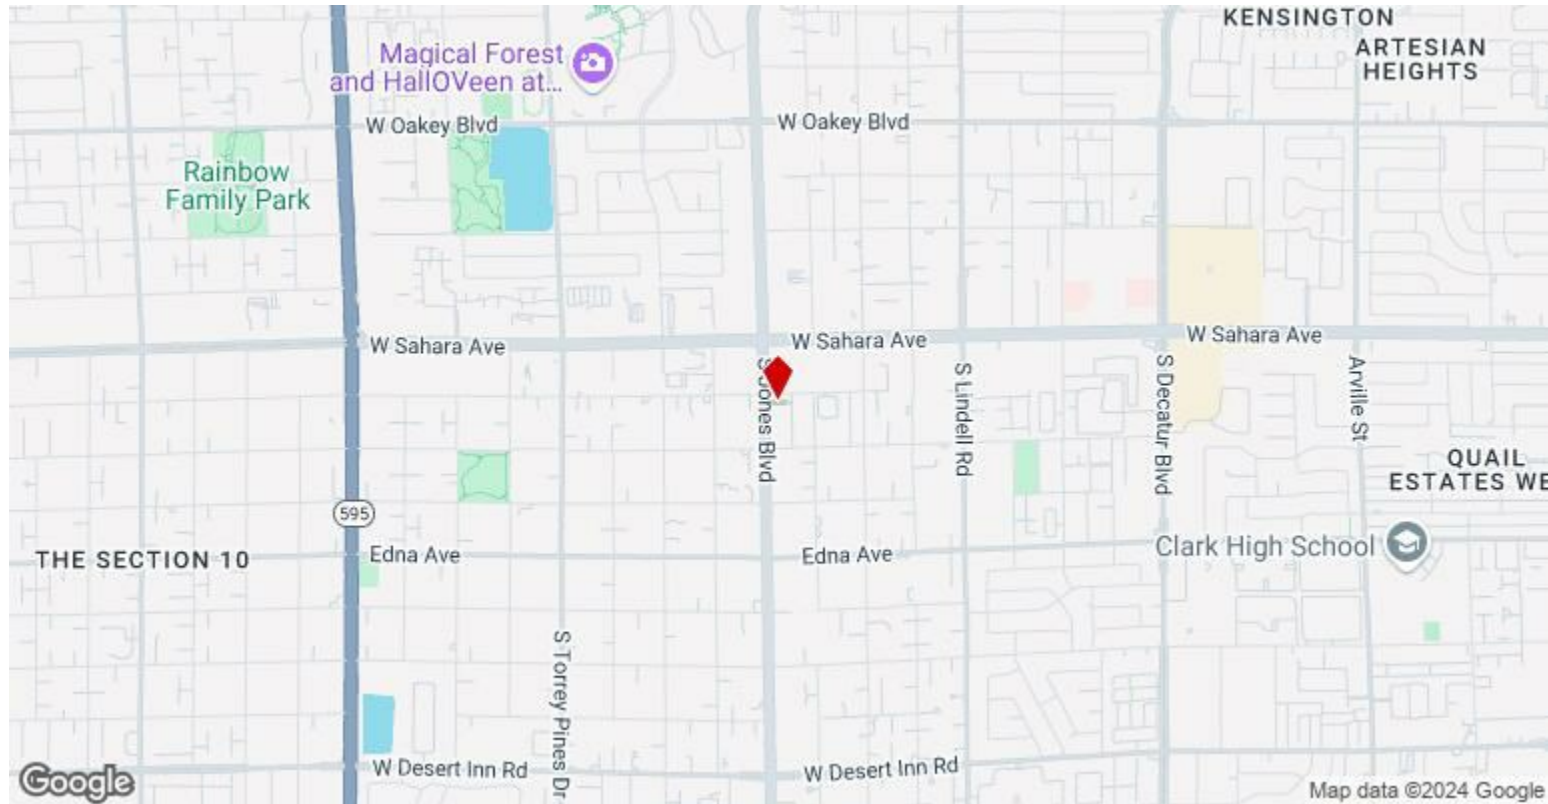 KENSINGTON
ARTESIAN
HEIGHTS
Magical Forest
and HallOVeen at...
W Oakey Blvd
W Oakey Blvd
Rainbow
Family Park
W Sahara Ave
W Sahara Ave
W Sahara Ave
S Jones Blvd
S Lindell Rd
S Decatur Blvd
Arville St
QUAIL
ESTATES WE
595
THE SECTION 10
Edna Ave
Edna Ave
Clark High School
S Torrey Pines Dr
W Desert Inn Rd
W Desert Inn Rd
Google
Map data ©2024 Google